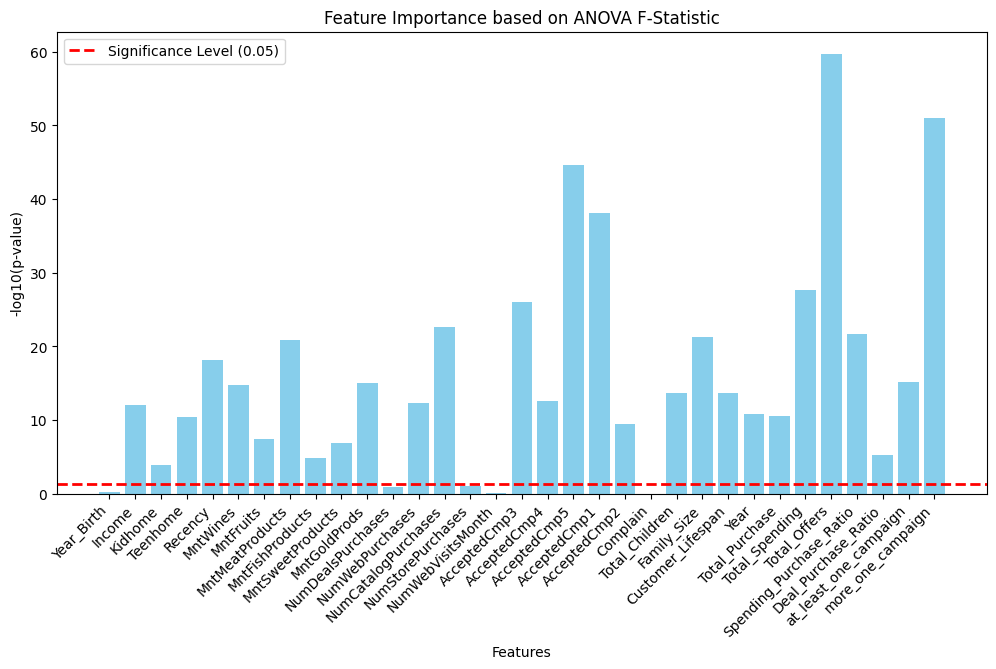 Feature Importance based on ANOVA F-Statistic
Significance Level (0.05)
60
50
40
30
20
10
0
-log10(p-value)
Year_Birth
Income
Kidhome
Teenhome
Recency
MntWines
MntFruits
MntMeatProducts
MntFishProducts
MntSweetProducts
MntGoldProds
NumDealsPurchases
NumWebPurchases
NumCatalogPurchases
NumStorePurchases
NumWebVisitsMonth
AcceptedCmp3
AcceptedCmp4
AcceptedCmp5
AcceptedCmp1
AcceptedCmp2
Complain
Total_Children
Family_Size
Customer_Lifespan
Year
Total_Purchase
Total_Spending
Total_Offers
Spending_Purchase_Ratio
Deal_Purchase_Ratio
at_least_one_campaign
more_one_campaign
Features